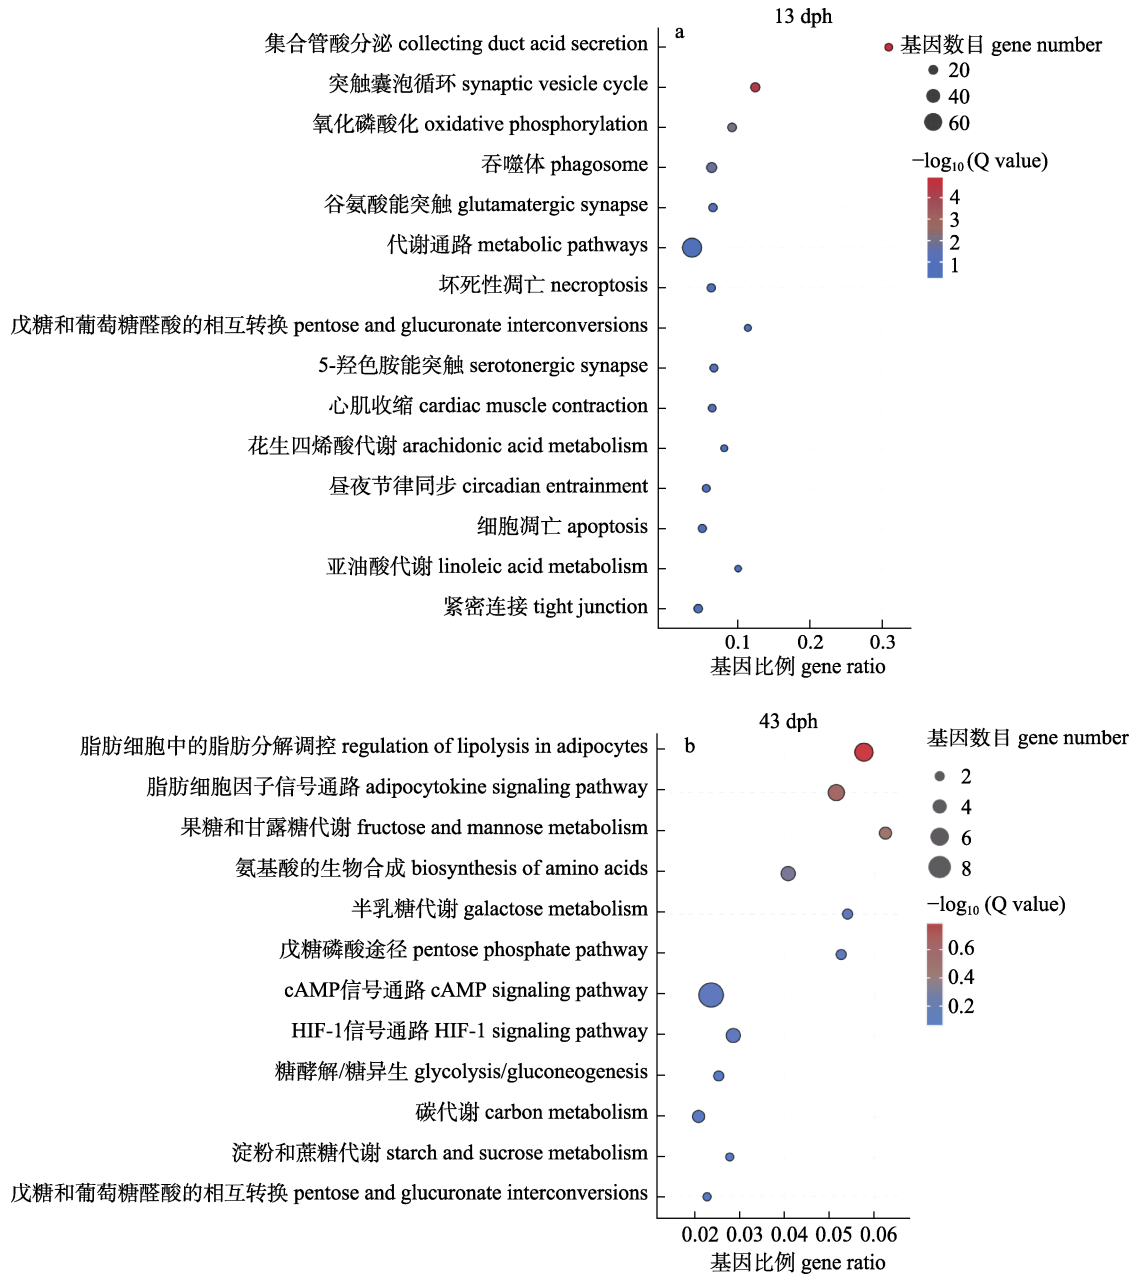 13 dph
a
集合管酸分泌 collecting duct acid secretion
突触囊泡循环 synaptic vesicle cycle
氧化磷酸化 oxidative phosphorylation
吞噬体 phagosome
谷氨酸能突触 glutamatergic synapse
代谢通路 metabolic pathways
坏死性凋亡 necroptosis
戊糖和葡萄糖醛酸的相互转换 pentose and glucuronate interconversions
5-羟色胺能突触 serotonergic synapse
心肌收缩 cardiac muscle contraction
花生四烯酸代谢 arachidonic acid metabolism
昼夜节律同步 circadian entrainment
细胞凋亡 apoptosis
亚油酸代谢 linoleic acid metabolism
紧密连接 tight junction
0.1 0.2 0.3
基因比例 gene ratio
基因数目 gene number
20
40
60
−log₁₀ (Q value)
4
3
2
1
43 dph
b
脂肪细胞中的脂肪分解调控 regulation of lipolysis in adipocytes
脂肪细胞因子信号通路 adipocytokine signaling pathway
果糖和甘露糖代谢 fructose and mannose metabolism
氨基酸的生物合成 biosynthesis of amino acids
半乳糖代谢 galactose metabolism
戊糖磷酸途径 pentose phosphate pathway
cAMP信号通路 cAMP signaling pathway
HIF-1信号通路 HIF-1 signaling pathway
糖酵解/糖异生 glycolysis/gluconeogenesis
碳代谢 carbon metabolism
淀粉和蔗糖代谢 starch and sucrose metabolism
戊糖和葡萄糖醛酸的相互转换 pentose and glucuronate interconversions
0.02 0.03 0.04 0.05 0.06
基因比例 gene ratio
基因数目 gene number
2
4
6
8
−log₁₀ (Q value)
0.6
0.4
0.2